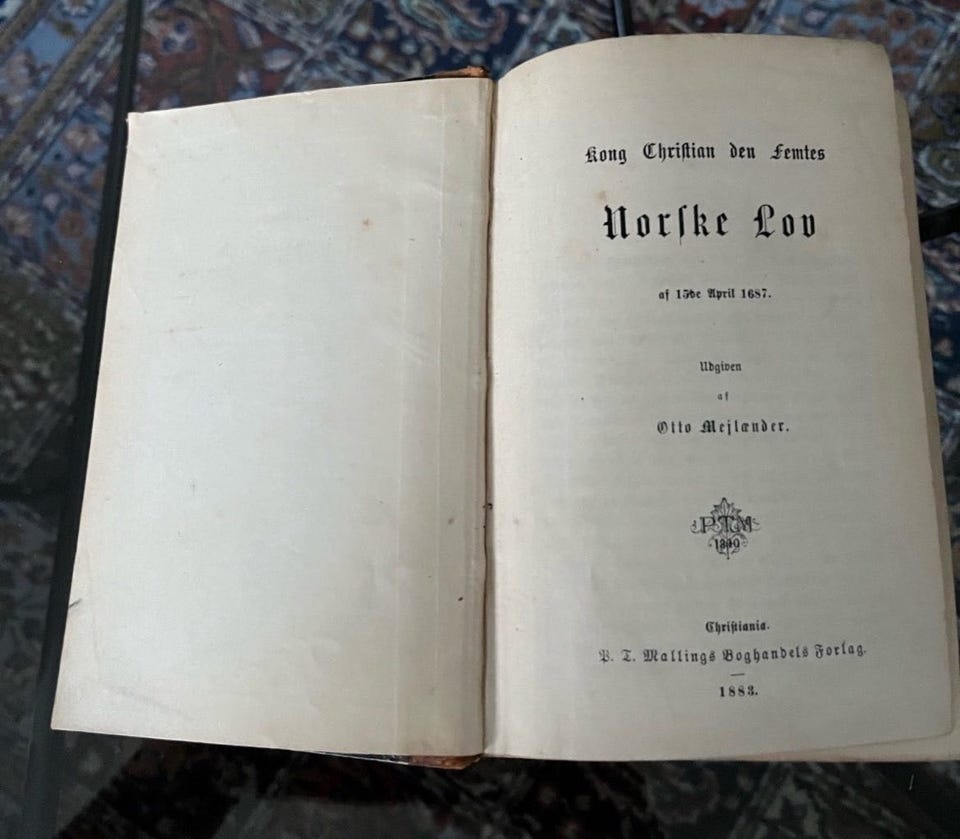 Kong Christian den Femtes
Norske Lov
af 15de April 1687.
Udgiven
af
Otto Mejlænder.
PTM
Christiania.
P. T. Mallings Boghandels Forlag.
1883.